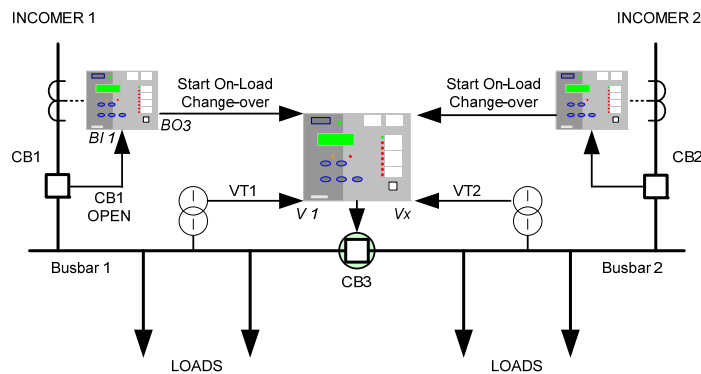 INCOMER 1
INCOMER 2
Start On-Load
Change-over
Start On-Load
Change-over
BI 1
BO3
CB1
CB2
CB1
OPEN
VT1
VT2
V 1
Vx
Busbar 1
Busbar 2
CB3
LOADS
LOADS